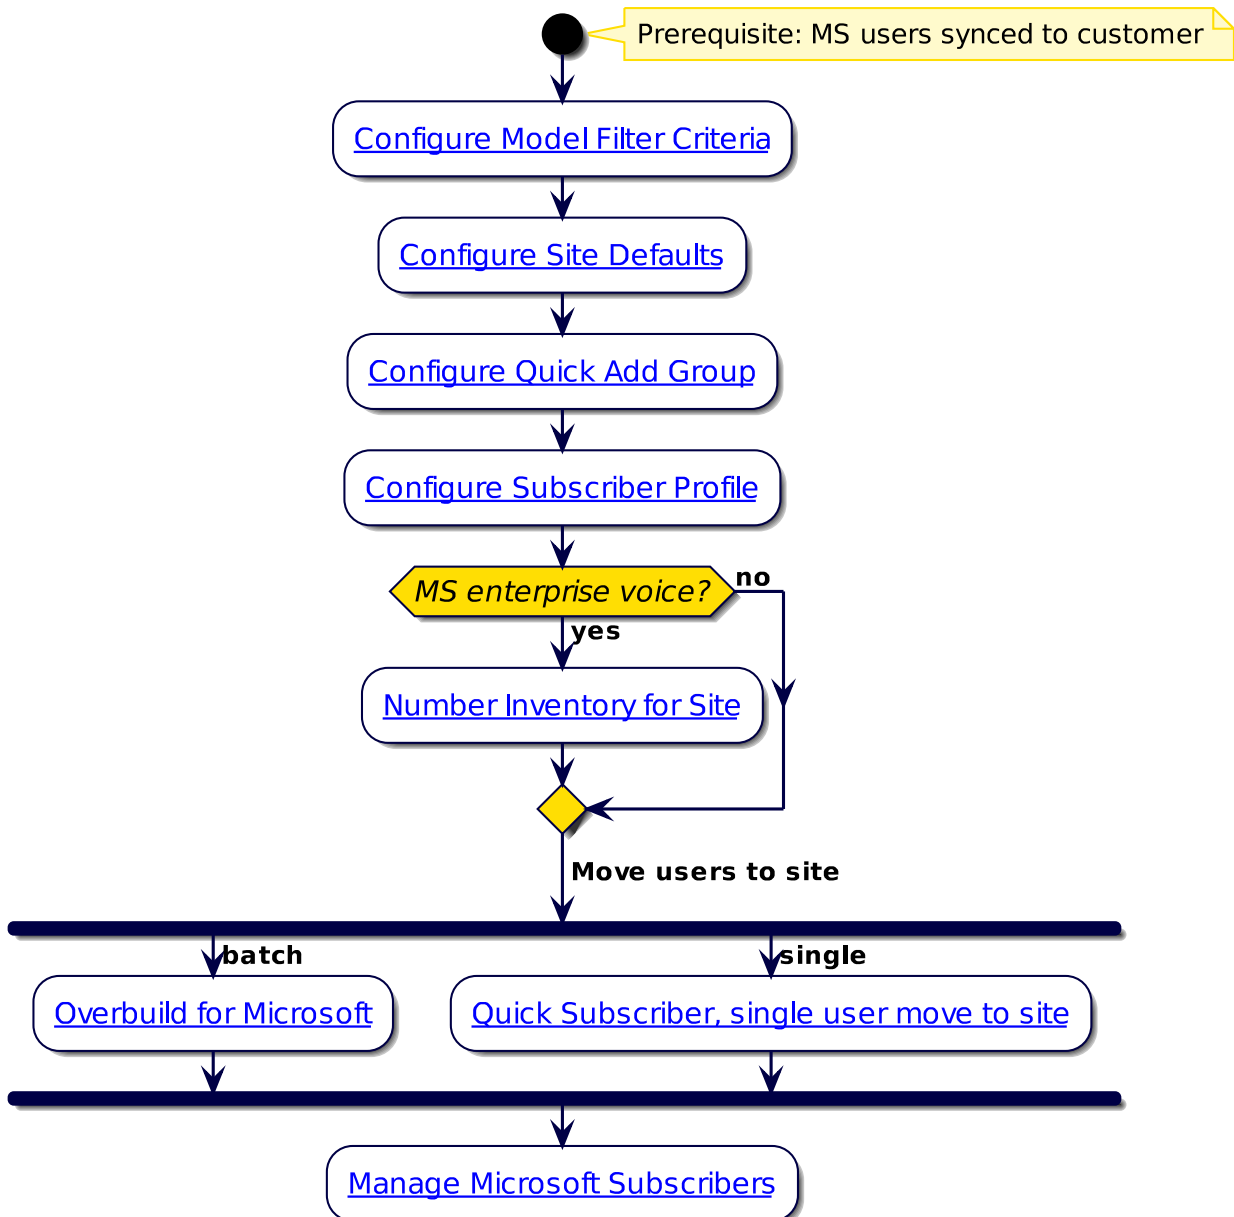 Prerequisite: MS users synced to customer
Configure Model Filter Criteria
Configure Site Defaults
Configure Quick Add Group
Configure Subscriber Profile
MS enterprise voice?
no
yes
Number Inventory for Site
Move users to site
batch
single
Overbuild for Microsoft
Quick Subscriber, single user move to site
Manage Microsoft Subscribers